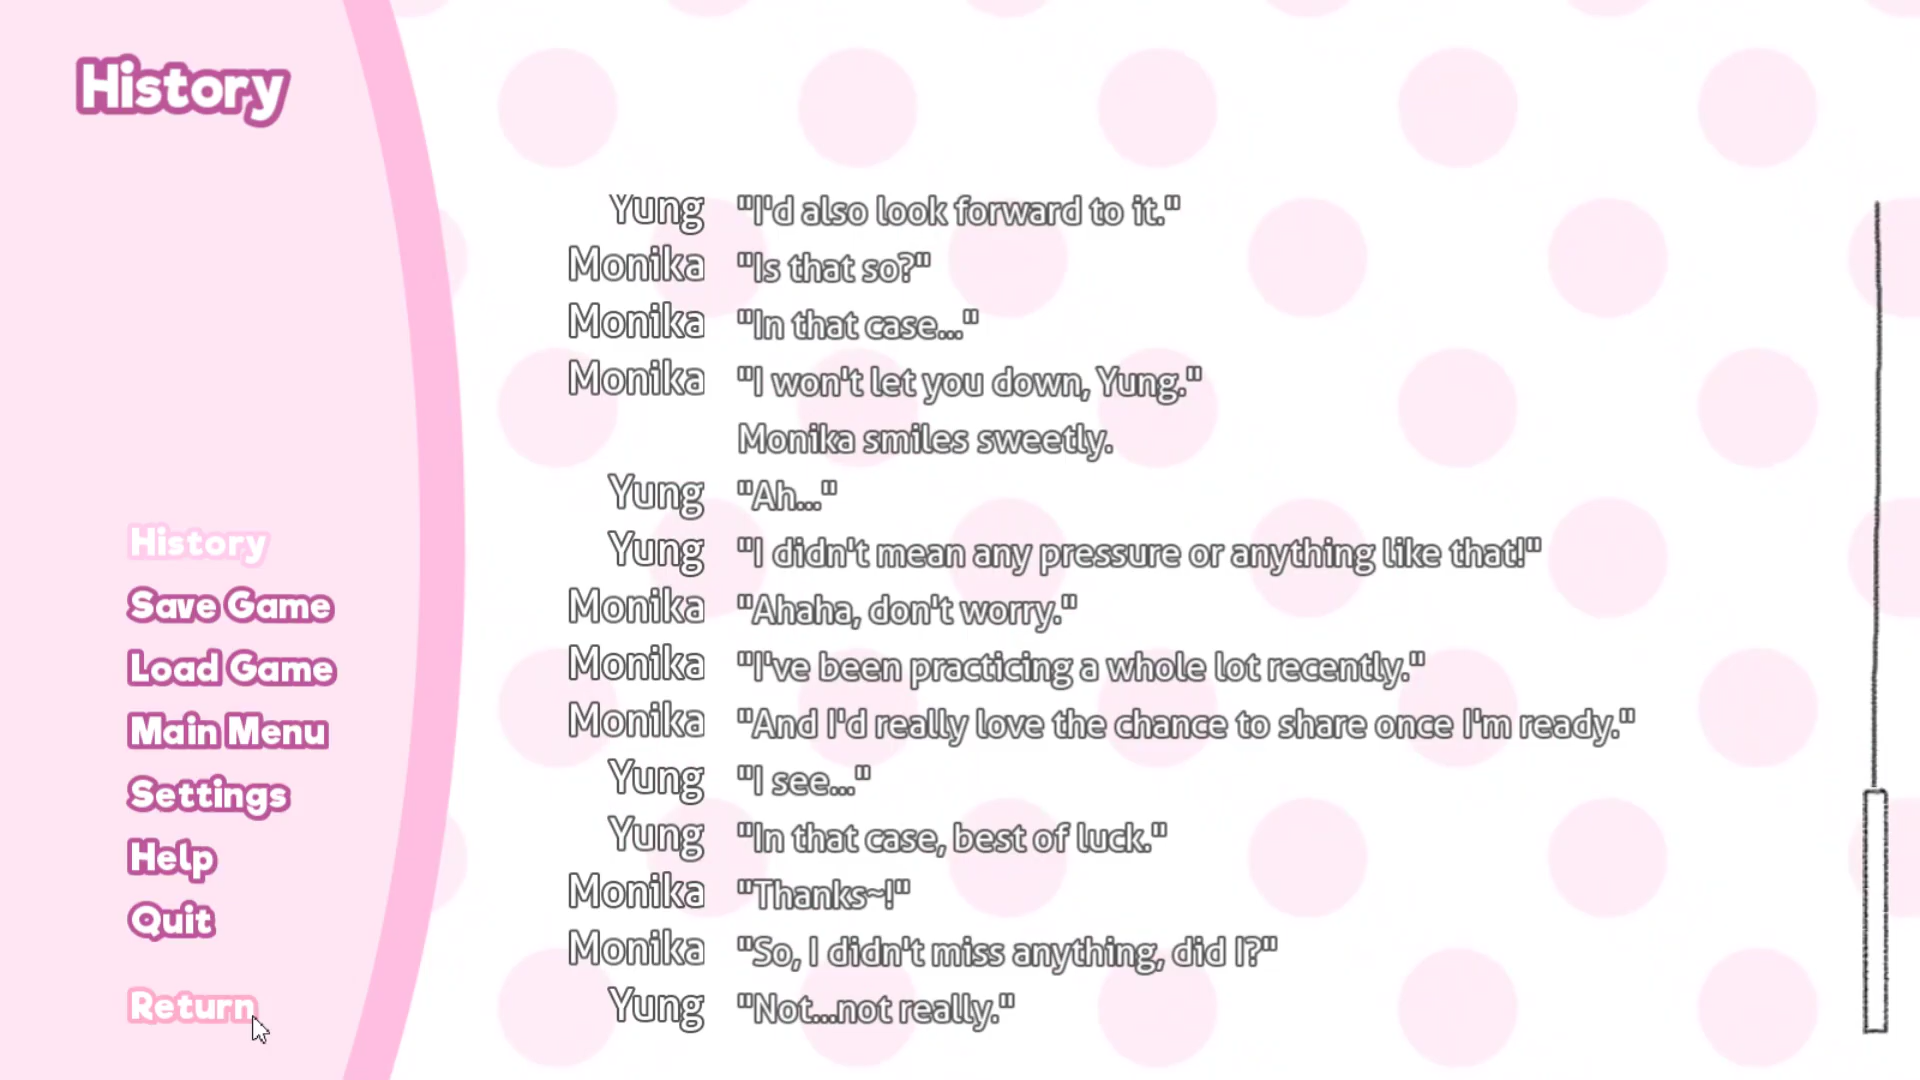 History
Yung "I'd also look forward to it."
Monika "Is that so?"
Monika "In that case..."
Monika "I won't let you down, Yung."
Monika smiles sweetly.
Yung "Ah..."
Yung "I didn't mean any pressure or anything like that!"
Monika "Ahaha, don't worry."
Monika "I've been practicing a whole lot recently."
Monika "And I'd really love the chance to share once I'm ready."
Yung "I see..."
Yung "In that case, best of luck."
Monika "Thanks~!"
Monika "So, I didn't miss anything, did I?"
Yung "Not...not really."
History
Save Game
Load Game
Main Menu
Settings
Help
Quit
Return